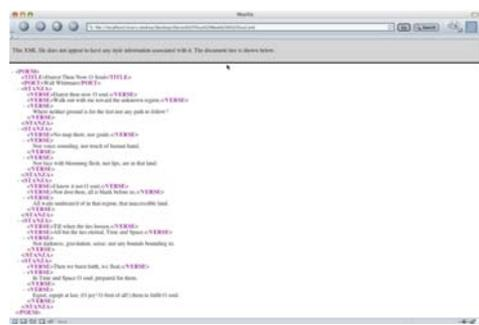 Mozilla
This XML file does not appear to have any style information associated with it. The document tree is shown below.
- <POEM>
<TITLE>Darest Thou Now O Soul</TITLE>
<POET>Walt Whitman</POET>
- <STANZA>
<VERSE>Darest thou now O soul,</VERSE>
<VERSE>Walk out with me toward the unknown region,</VERSE>
- <VERSE>
Where neither ground is for the feet nor any path to follow?
</VERSE>
</STANZA>
- <STANZA>
<VERSE>No map there, nor guide,</VERSE>
- <VERSE>
Nor voice sounding, nor touch of human hand,
</VERSE>
- <VERSE>
Nor face with blooming flesh, nor lips, are in that land.
</VERSE>
</STANZA>
- <STANZA>
<VERSE>I know it not O soul,</VERSE>
<VERSE>Nor dost thou, all is blank before us,</VERSE>
- <VERSE>
All waits undream'd of in that region, that inaccessible land.
</VERSE>
</STANZA>
- <STANZA>
<VERSE>Till when the ties loosen,</VERSE>
<VERSE>All but the ties eternal, Time and Space,</VERSE>
- <VERSE>
Nor darkness, gravitation, sense, nor any bounds bounding us.
</VERSE>
</STANZA>
- <STANZA>
<VERSE>Then we burst forth, we float,</VERSE>
- <VERSE>
In Time and Space O soul, prepared for them,
</VERSE>
- <VERSE>
Equal, equipt at last, (O joy! O fruit of all!) them to fulfil O soul.
</VERSE>
</STANZA>
</POEM>